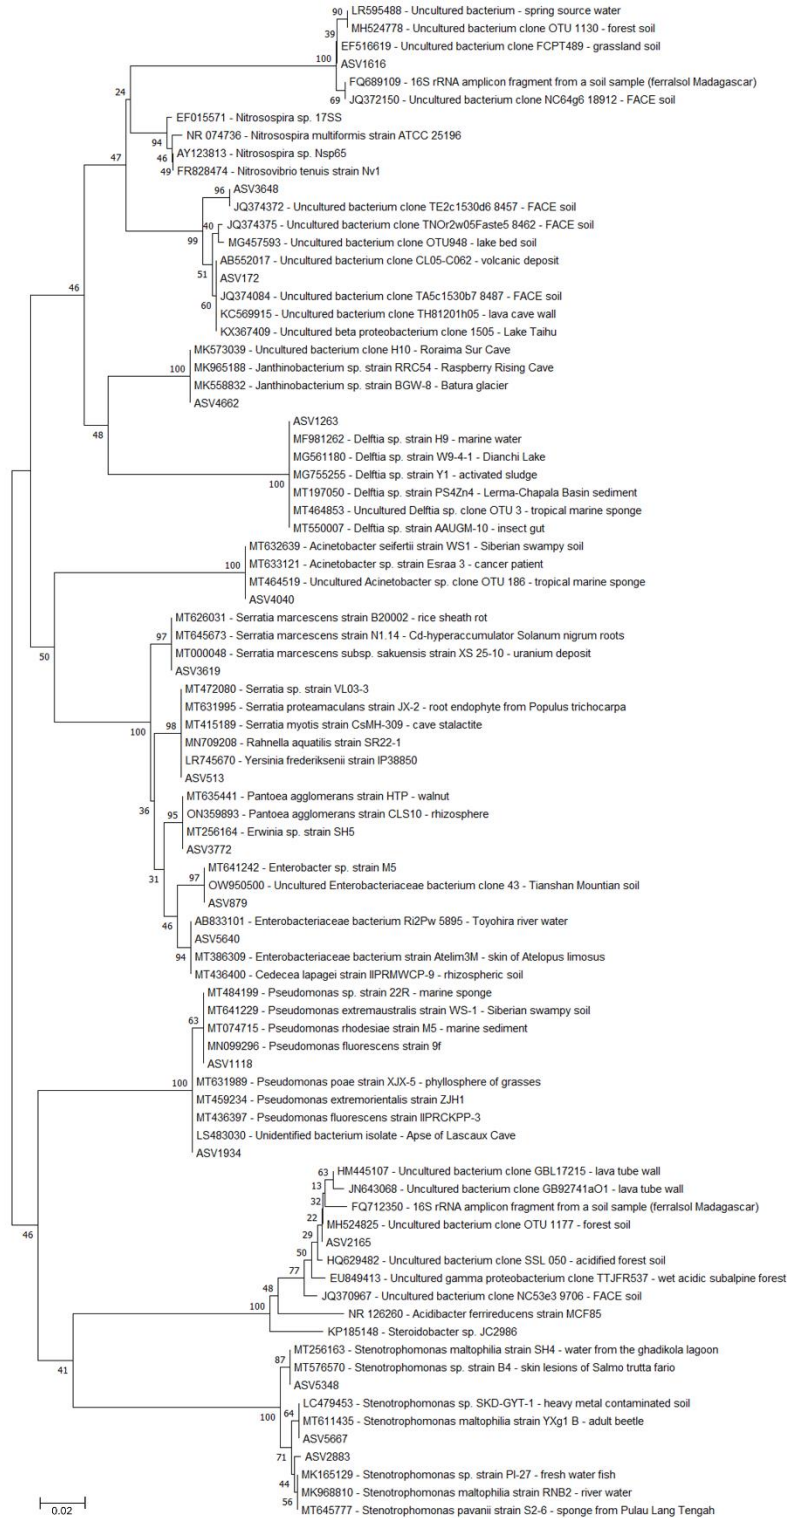 LR595488 - Uncultured bacterium - spring source water
90
MH524778 - Uncultured bacterium clone OTU 1130 - forest soil
39
EF516619 - Uncultured bacterium clone FCPT489 - grassland soil
100
ASV1616
FQ689109 - 16S rRNA amplicon fragment from a soil sample (ferralsol Madagascar)
69
JQ372150 - Uncultured bacterium clone NC64g6 18912 - FACE soil
24
EF015571 - Nitrosospira sp. 17SS
NR 074736 - Nitrosospira multiformis strain ATCC 25196
94
AY123813 - Nitrosospira sp. Nsp65
46
47
49
FR828474 - Nitrosovibrio tenuis strain Nv1
ASV3648
96
JQ374372 - Uncultured bacterium clone TE2c1530d6 8457 - FACE soil
JQ374375 - Uncultured bacterium clone TNOr2w05Faste5 8462 - FACE soil
40
99
MG457593 - Uncultured bacterium clone OTU948 - lake bed soil
AB552017 - Uncultured bacterium clone CL05-C062 - volcanic deposit
51
ASV172
46
JQ374084 - Uncultured bacterium clone TA5c1530b7 8487 - FACE soil
60
KC569915 - Uncultured bacterium clone TH81201h05 - lava cave wall
KX367409 - Uncultured beta proteobacterium clone 1505 - Lake Taihu
MK573039 - Uncultured bacterium clone H10 - Roraima Sur Cave
100
MK965188 - Janthinobacterium sp. strain RRC54 - Raspberry Rising Cave
MK558832 - Janthinobacterium sp. strain BGW-8 - Batura glacier
ASV4662
48
ASV1263
MF981262 - Delftia sp. strain H9 - marine water
MG561180 - Delftia sp. strain W9-4-1 - Dianchi Lake
MG755255 - Delftia sp. strain Y1 - activated sludge
100
MT197050 - Delftia sp. strain PS4Zn4 - Lerma-Chapala Basin sediment
MT464853 - Uncultured Delftia sp. clone OTU 3 - tropical marine sponge
MT550007 - Delftia sp. strain AAUGM-10 - insect gut
MT632639 - Acinetobacter seifertii strain WS1 - Siberian swampy soil
100
MT633121 - Acinetobacter sp. strain Esraa 3 - cancer patient
MT464519 - Uncultured Acinetobacter sp. clone OTU 186 - tropical marine sponge
ASV4040
MT626031 - Serratia marcescens strain B20002 - rice sheath rot
97
MT645673 - Serratia marcescens strain N1.14 - Cd-hyperaccumulator Solanum nigrum roots
50
MT000048 - Serratia marcescens subsp. sakuensis strain XS 25-10 - uranium deposit
ASV3619
MT472080 - Serratia sp. strain VL03-3
MT631995 - Serratia proteamaculans strain JX-2 - root endophyte from Populus trichocarpa
98
100
MT415189 - Serratia myotis strain CsMH-309 - cave stalactite
MN709208 - Rahnella aquatilis strain SR22-1
LR745670 - Yersinia frederiksenii strain IP38850
ASV513
MT635441 - Pantoea agglomerans strain HTP - walnut
36
95
ON359893 - Pantoea agglomerans strain CLS10 - rhizosphere
MT256164 - Erwinia sp. strain SH5
ASV3772
MT641242 - Enterobacter sp. strain M5
31
97
OW950500 - Uncultured Enterobacteriaceae bacterium clone 43 - Tianshan Mountian soil
ASV879
46
AB833101 - Enterobacteriaceae bacterium Ri2Pw 5895 - Toyohira river water
ASV5640
94
MT386309 - Enterobacteriaceae bacterium strain Atelim3M - skin of Atelopus limosus
MT436400 - Cedecea lapagei strain IIPRMWCP-9 - rhizospheric soil
MT484199 - Pseudomonas sp. strain 22R - marine sponge
MT641229 - Pseudomonas extremaustralis strain WS-1 - Siberian swampy soil
63
MT074715 - Pseudomonas rhodesiae strain M5 - marine sediment
MN099296 - Pseudomonas fluorescens strain 9f
ASV1118
100
MT631989 - Pseudomonas poae strain XJX-5 - phyllosphere of grasses
MT459234 - Pseudomonas extremorientalis strain ZJH1
MT436397 - Pseudomonas fluorescens strain IIPRCKPP-3
LS483030 - Unidentified bacterium isolate - Apse of Lascaux Cave
ASV1934
63
HM445107 - Uncultured bacterium clone GBL17215 - lava tube wall
13
JN643068 - Uncultured bacterium clone GB92741aO1 - lava tube wall
32
FQ712350 - 16S rRNA amplicon fragment from a soil sample (ferralsol Madagascar)
22
MH524825 - Uncultured bacterium clone OTU 1177 - forest soil
46
29
ASV2165
50
HQ629482 - Uncultured bacterium clone SSL 050 - acidified forest soil
77
EU849413 - Uncultured gamma proteobacterium clone TTJFR537 - wet acidic subalpine forest
48
JQ370967 - Uncultured bacterium clone NC53e3 9706 - FACE soil
100
NR 126260 - Acidibacter ferrireducens strain MCF85
KP185148 - Steroidobacter sp. JC2986
MT256163 - Stenotrophomonas maltophilia strain SH4 - water from the ghadikola lagoon
87
41
MT576570 - Stenotrophomonas sp. strain B4 - skin lesions of Salmo trutta fario
ASV5348
LC479453 - Stenotrophomonas sp. SKD-GYT-1 - heavy metal contaminated soil
64
100
MT611435 - Stenotrophomonas maltophilia strain YXg1 B - adult beetle
ASV5667
71
ASV2883
MK165129 - Stenotrophomonas sp. strain PI-27 - fresh water fish
44
MK968810 - Stenotrophomonas maltophilia strain RNB2 - river water
56
MT645777 - Stenotrophomonas pavanii strain S2-6 - sponge from Pulau Lang Tengah
0.02